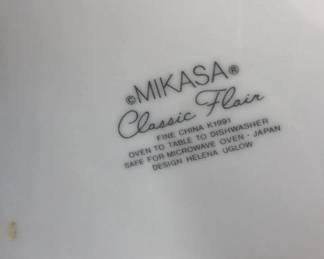 ©MIKASA®
Classic Flair
FINE CHINA K1991
OVEN TO TABLE TO DISHWASHER
SAFE FOR MICROWAVE OVEN · JAPAN
DESIGN HELENA UGLOW